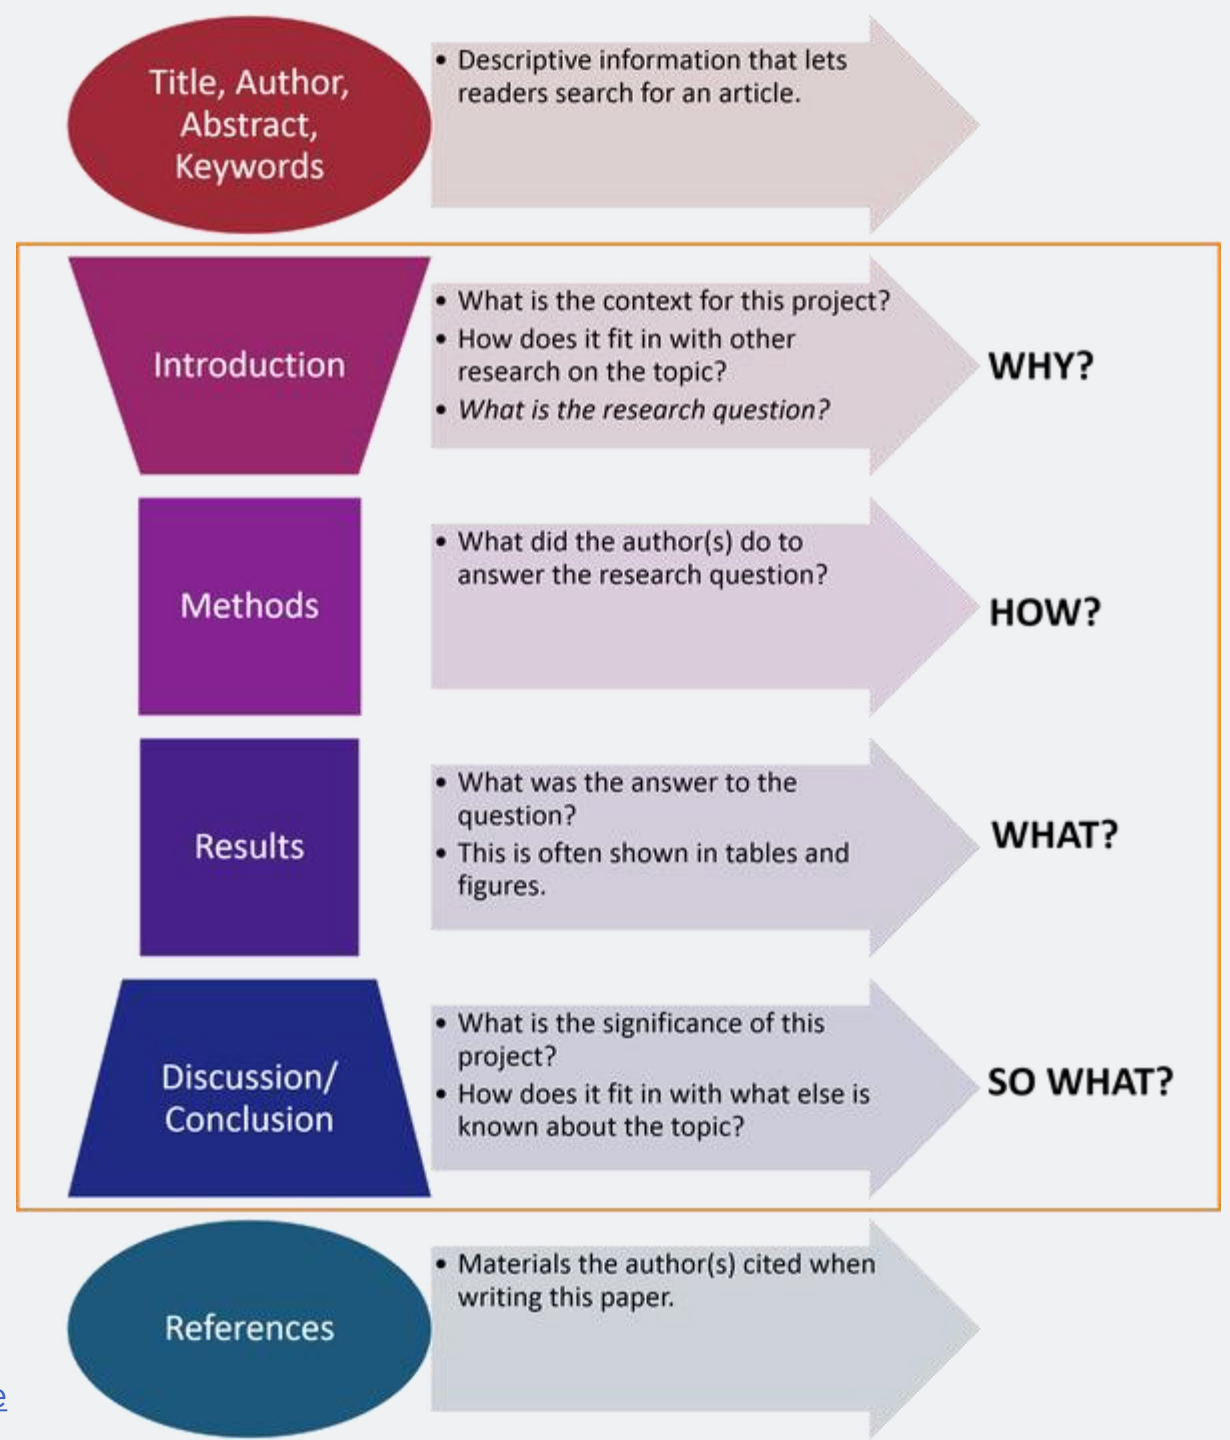 Title, Author,
Abstract,
Keywords
• Descriptive information that lets
readers search for an article.
Introduction
• What is the context for this project?
• How does it fit in with other
research on the topic?
• What is the research question?
WHY?
Methods
• What did the author(s) do to
answer the research question?
HOW?
Results
• What was the answer to the
question?
• This is often shown in tables and
figures.
WHAT?
Discussion/
Conclusion
• What is the significance of this
project?
• How does it fit in with what else is
known about the topic?
SO WHAT?
References
• Materials the author(s) cited when
writing this paper.
e